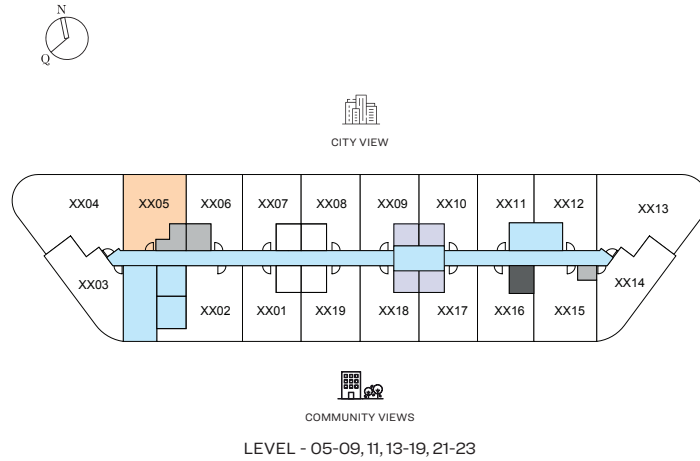 N
Q
CITY VIEW
XX04 XX05 XX06 XX07 XX08 XX09 XX10 XX11 XX12 XX13
XX03 XX14
XX02 XX01 XX19 XX18 XX17 XX16 XX15
COMMUNITY VIEWS
LEVEL - 05-09, 11, 13-19, 21-23